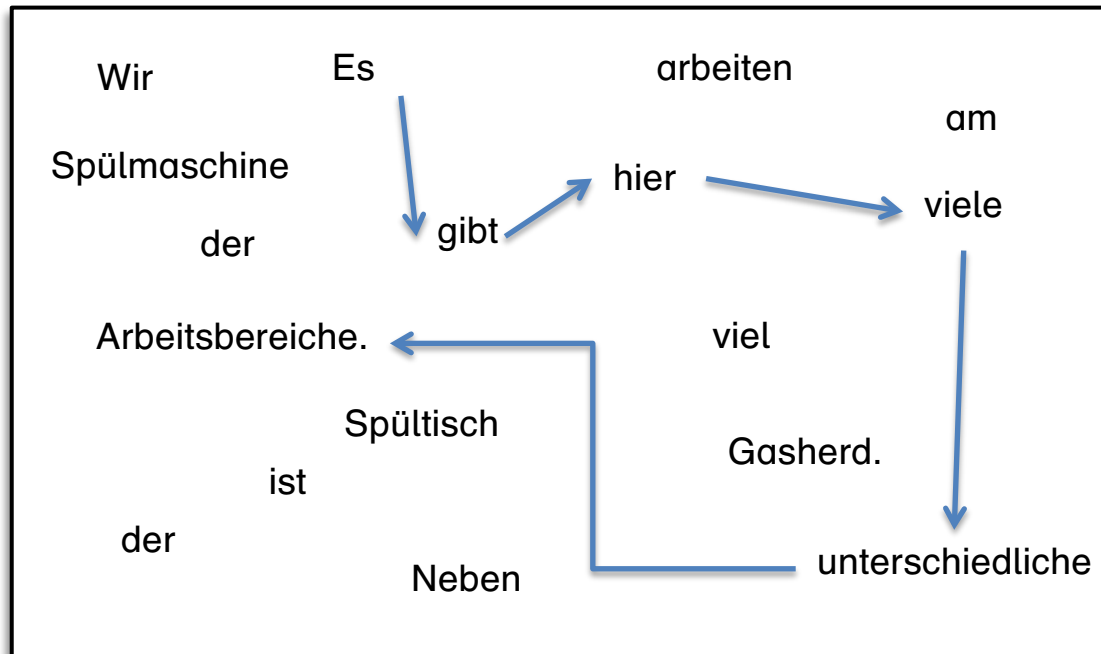 Es
arbeiten
Wir
am
Spülmaschine
hier
viele
gibt
der
Arbeitsbereiche.
viel
Spültisch
Gasherd.
ist
der
unterschiedliche
Neben